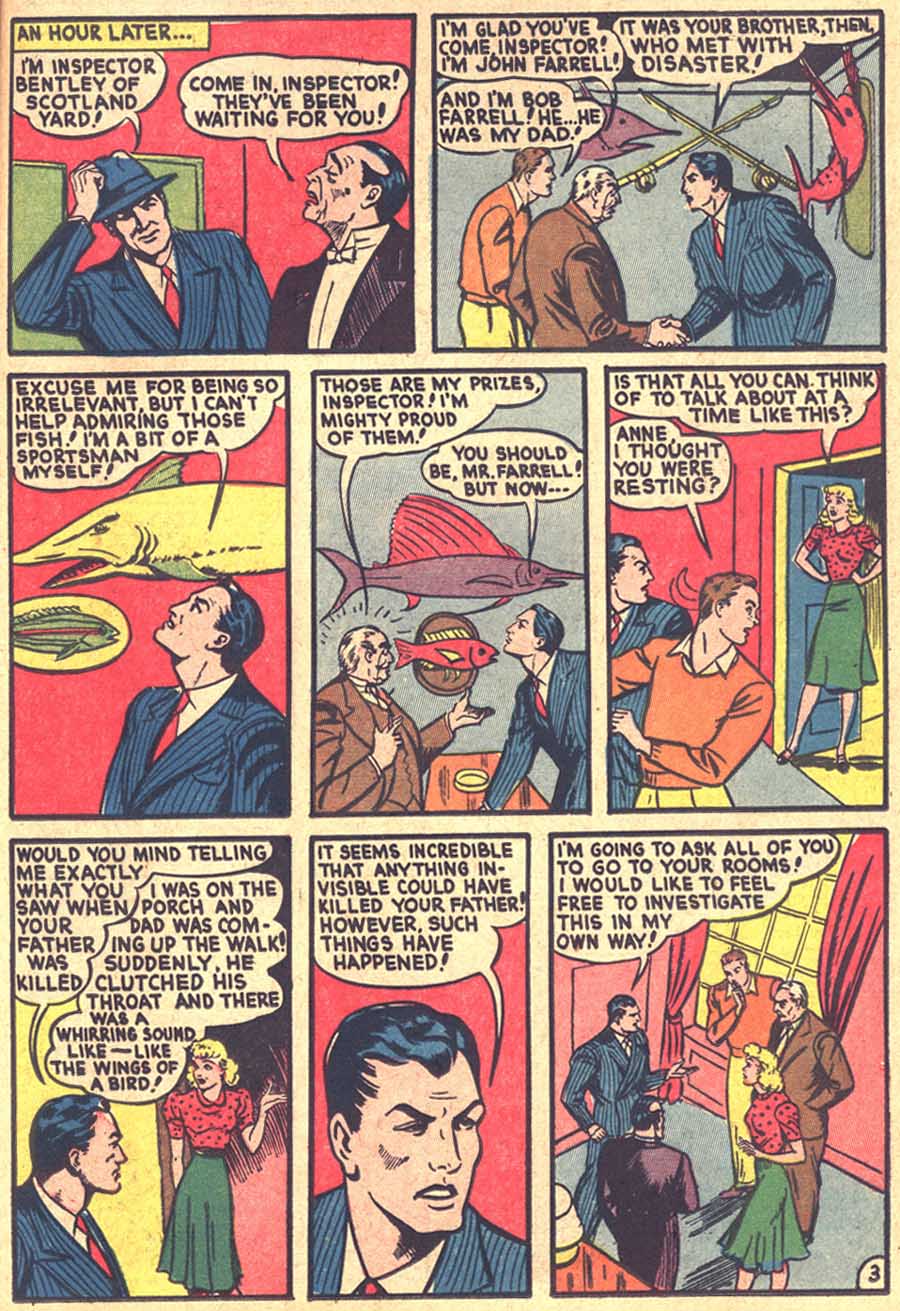 AN HOUR LATER...
I'M INSPECTOR
BENTLEY OF
SCOTLAND
YARD!
COME IN, INSPECTOR!
THEY'VE BEEN
WAITING FOR YOU!
I'M GLAD YOU'VE
COME, INSPECTOR!
I'M JOHN FARRELL!
IT WAS YOUR BROTHER, THEN,
WHO MET WITH
DISASTER!
AND I'M BOB
FARRELL! HE...HE
WAS MY DAD!
EXCUSE ME FOR BEING SO
IRRELEVANT, BUT I CAN'T
HELP ADMIRING THOSE
FISH! I'M A BIT OF A
SPORTSMAN
MYSELF!
THOSE ARE MY PRIZES,
INSPECTOR! I'M
MIGHTY PROUD
OF THEM!
YOU SHOULD
BE, MR. FARRELL!
BUT NOW---
IS THAT ALL YOU CAN THINK
OF TO TALK ABOUT AT A
TIME LIKE THIS?
ANNE,
I THOUGHT
YOU WERE
RESTING?
WOULD YOU MIND TELLING
ME EXACTLY
WHAT YOU
SAW WHEN
YOUR
FATHER
WAS
KILLED
I WAS ON THE
PORCH AND
DAD WAS COM-
ING UP THE WALK!
SUDDENLY, HE
CLUTCHED HIS
THROAT AND THERE
WAS A
WHIRRING SOUND
LIKE — LIKE
THE WINGS OF
A BIRD!
IT SEEMS INCREDIBLE
THAT ANYTHING IN-
VISIBLE COULD HAVE
KILLED YOUR FATHER!
HOWEVER, SUCH
THINGS HAVE
HAPPENED!
I'M GOING TO ASK ALL OF YOU
TO GO TO YOUR ROOMS!
I WOULD LIKE TO FEEL
FREE TO INVESTIGATE
THIS IN MY
OWN WAY!
3